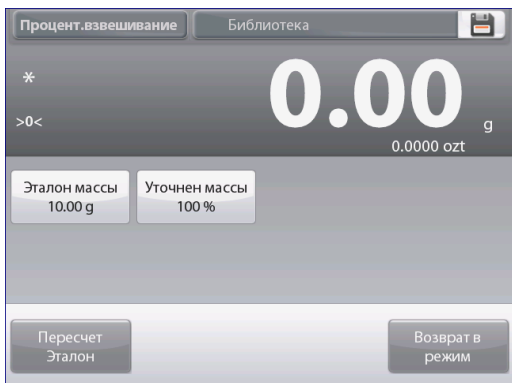 Процент.взвешивание
Библиотека
*
>0<
0.00 g
0.0000 ozt
Эталон массы
10.00 g
Уточнен массы
100 %
Пересчет
Эталон
Возврат в
режим